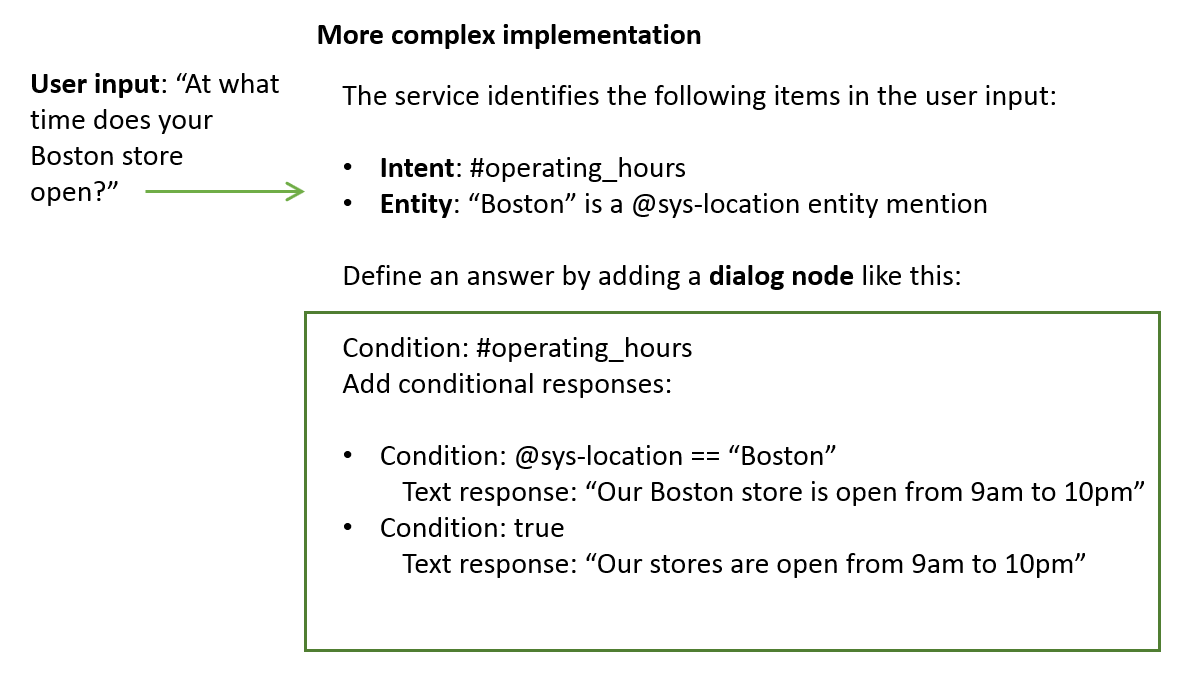 More complex implementation
User input: “At what
time does your
Boston store
open?”
The service identifies the following items in the user input:
• Intent: #operating_hours
• Entity: “Boston” is a @sys-location entity mention
Define an answer by adding a dialog node like this:
Condition: #operating_hours
Add conditional responses:
• Condition: @sys-location == “Boston”
Text response: “Our Boston store is open from 9am to 10pm”
• Condition: true
Text response: “Our stores are open from 9am to 10pm”